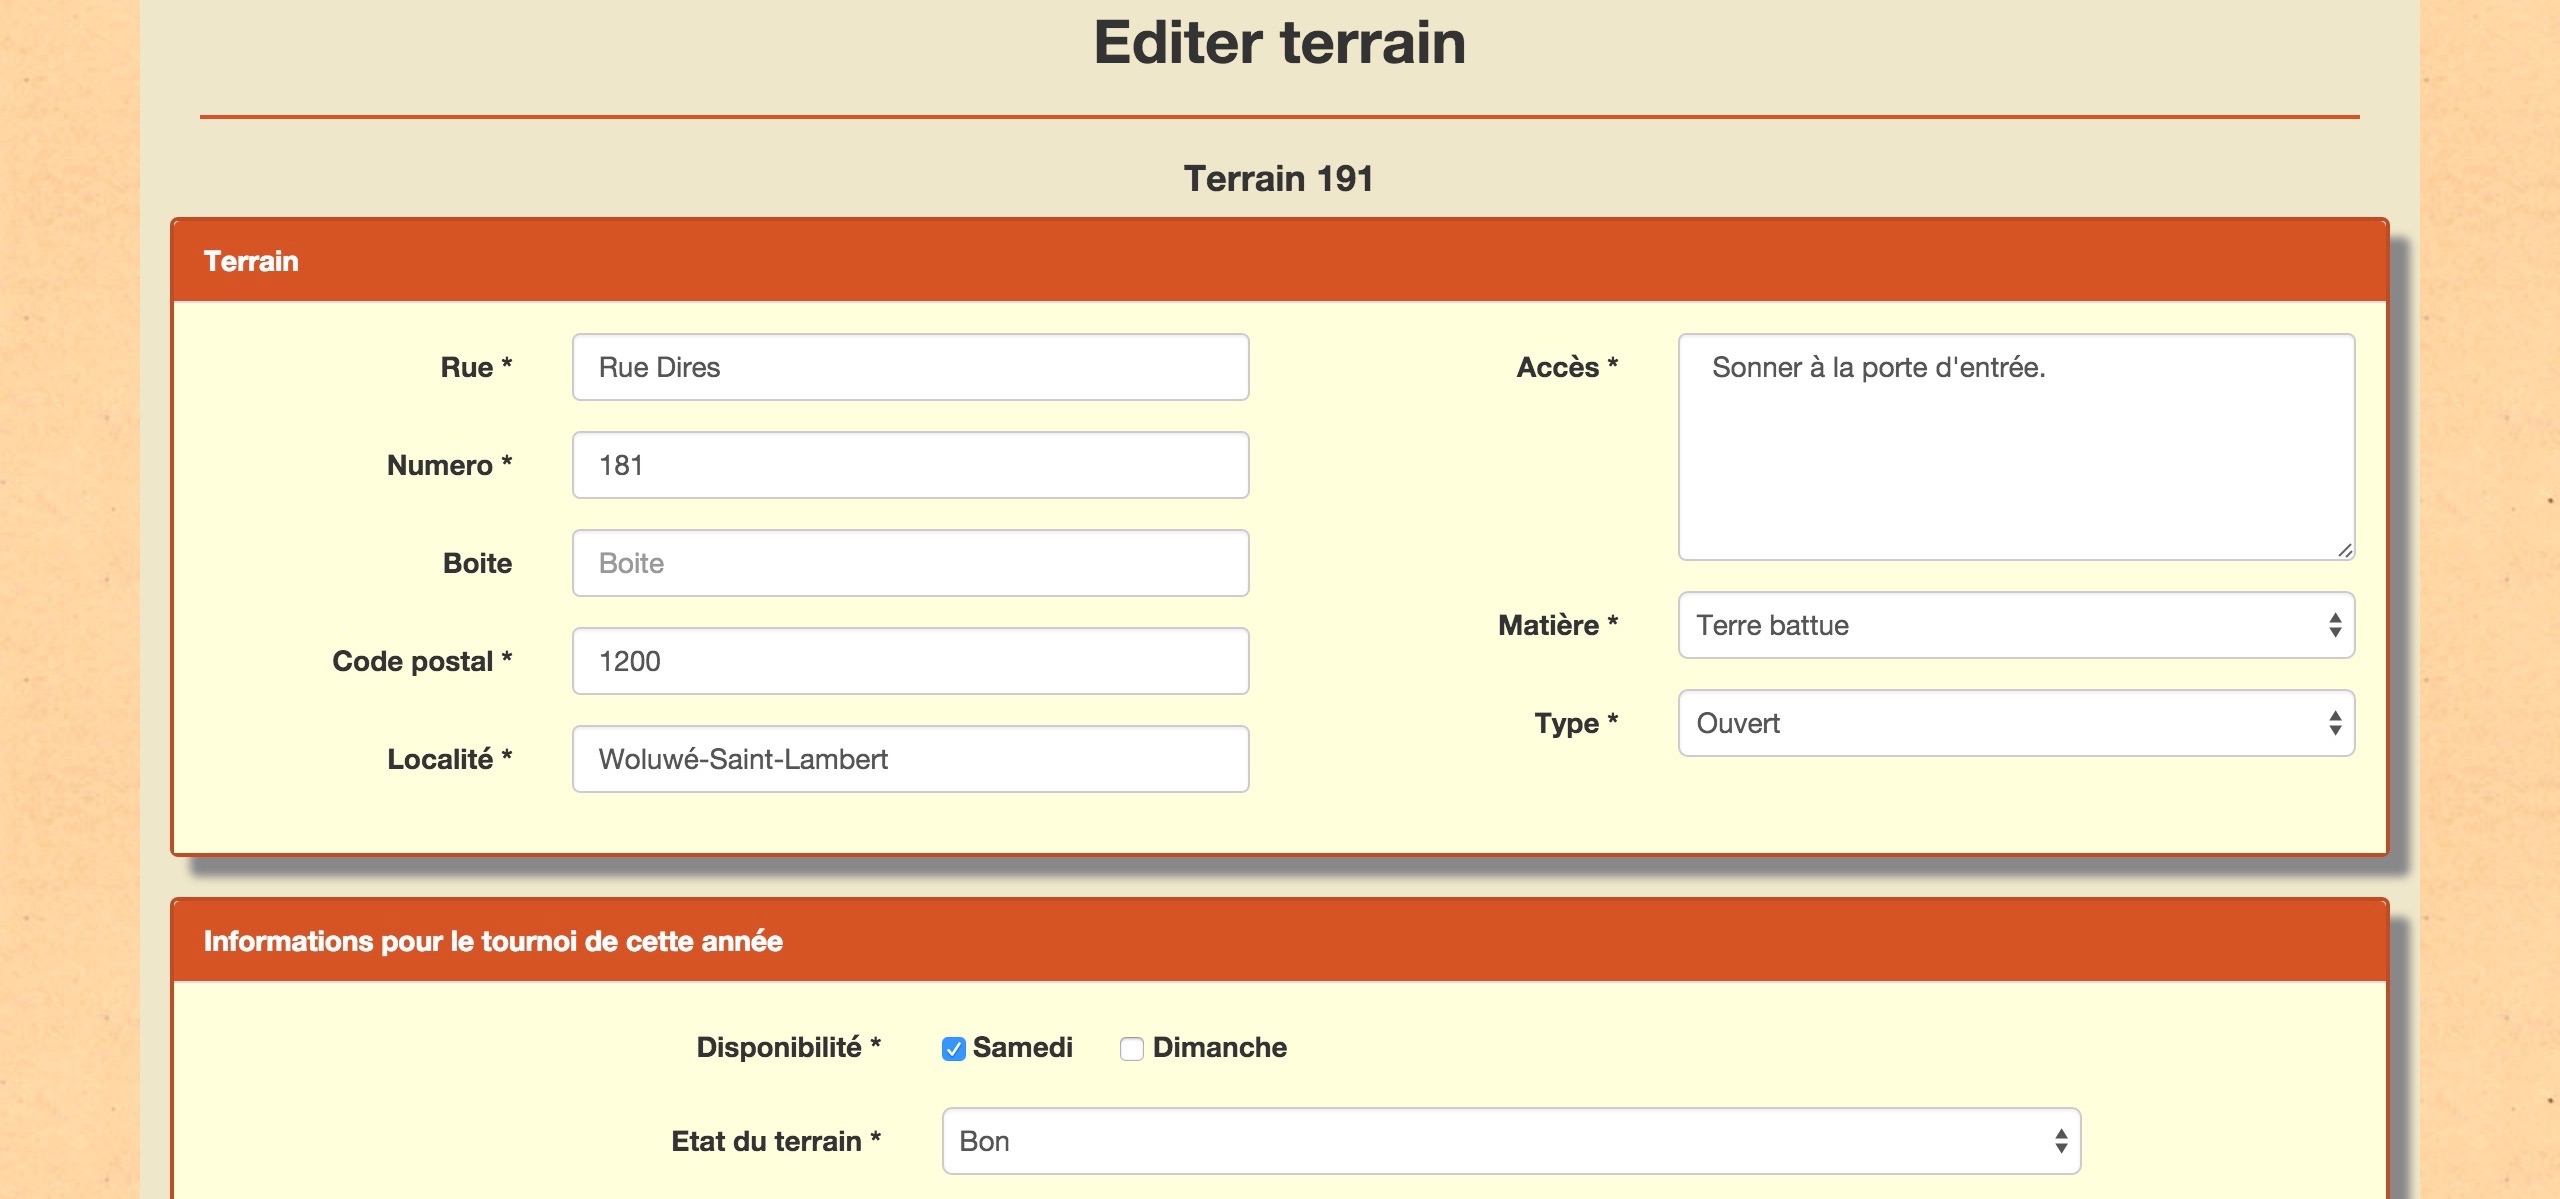 Editer terrain
Terrain 191
Terrain
Rue *
Rue Dires
Numero *
181
Boite
Boite
Code postal *
1200
Localité *
Woluwé-Saint-Lambert
Accès *
Sonner à la porte d'entrée.
Matière *
Terre battue
Type *
Ouvert
Informations pour le tournoi de cette année
Disponibilité *
Samedi
Dimanche
Etat du terrain *
Bon